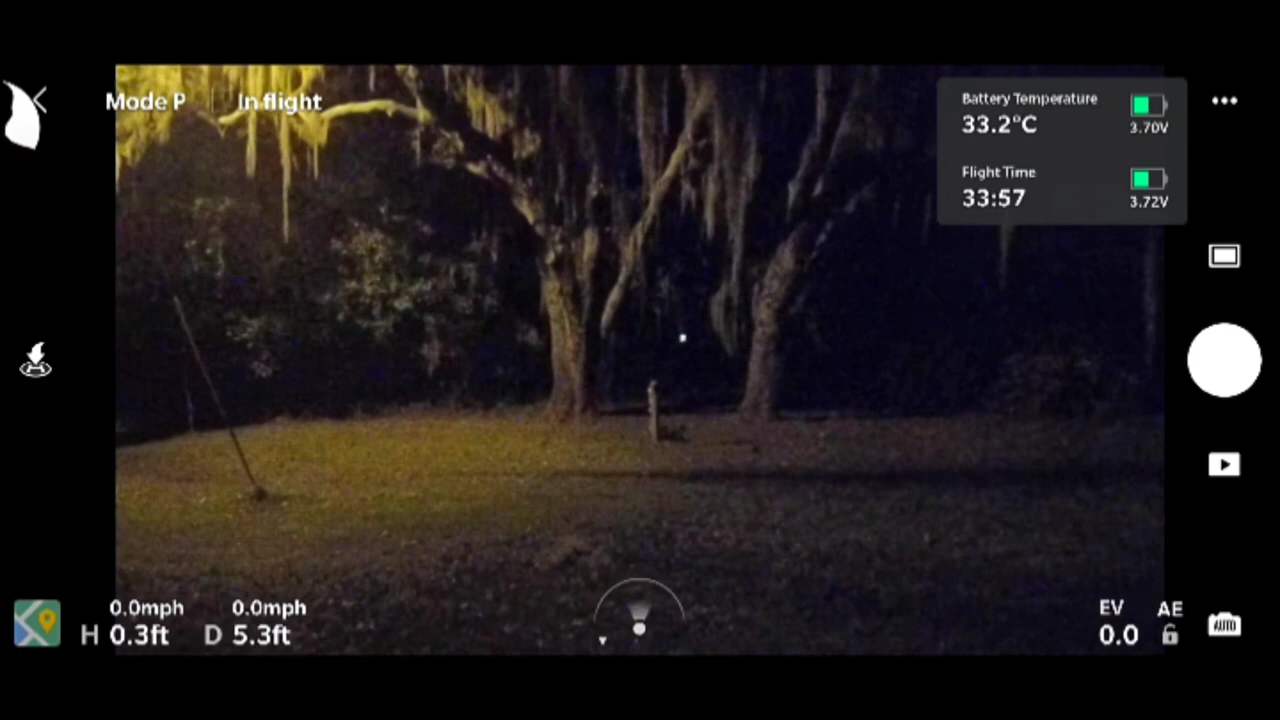 Mode P In flight
Battery Temperature
33.2°C
3.70V
Flight Time
33:57
3.72V
0.0mph 0.0mph
H 0.3ft D 5.3ft
EV AE
0.0
AUTO